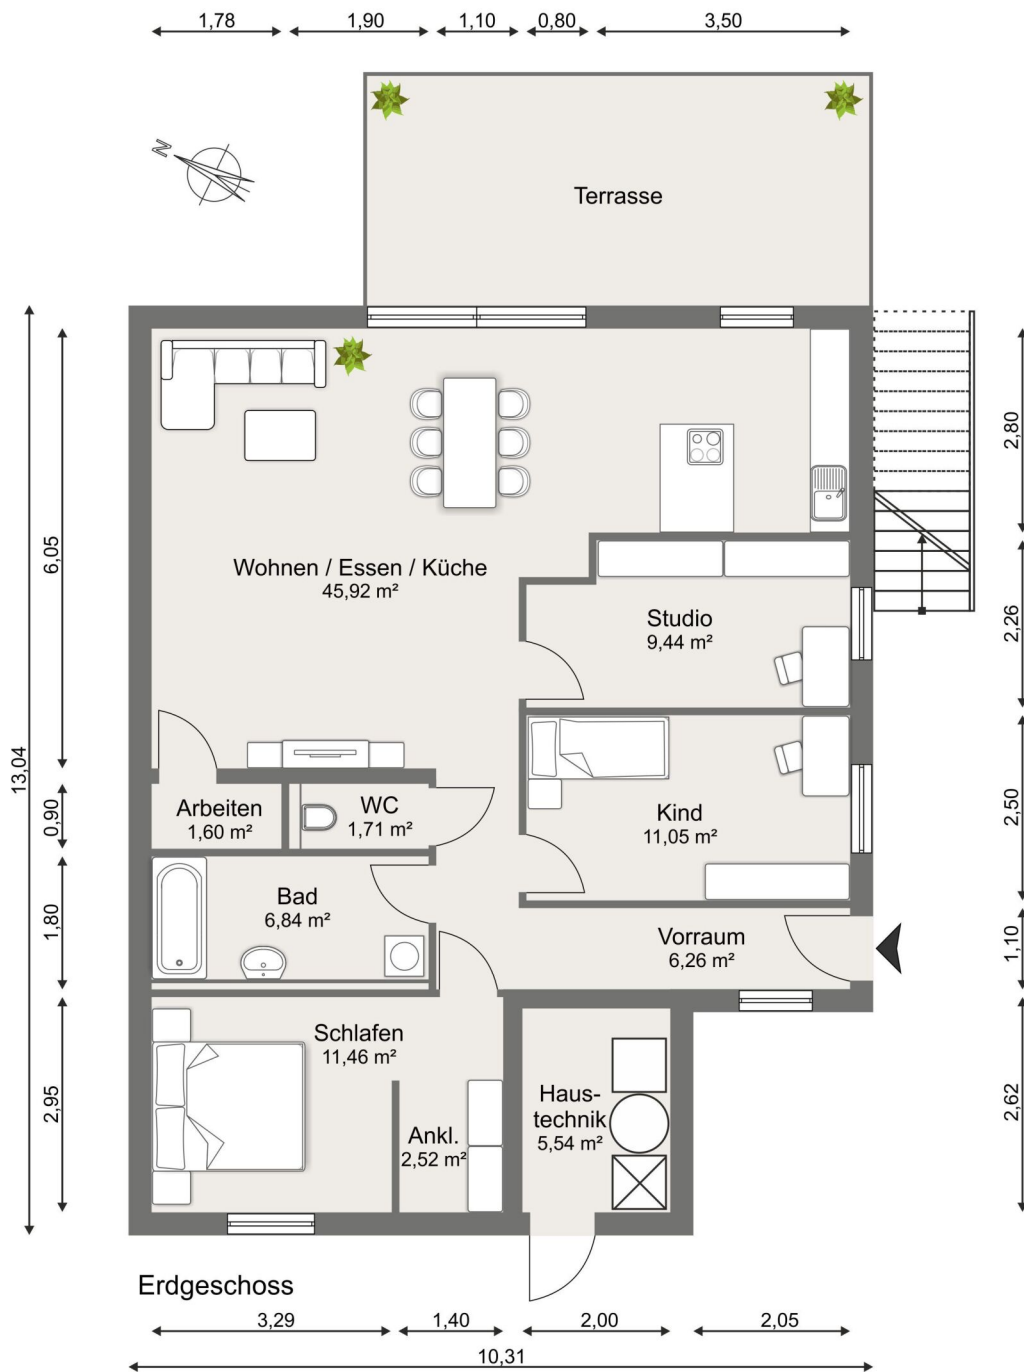 1,78 1,90 1,10 0,80 3,50
N
Terrasse
Wohnen / Essen / Küche
45,92 m²
Studio
9,44 m²
Arbeiten
1,60 m²
WC
1,71 m²
Kind
11,05 m²
Bad
6,84 m²
Vorraum
6,26 m²
Schlafen
11,46 m²
Ankl.
2,52 m²
Haus-
technik
5,54 m²
13,04
6,05
0,90
1,80
2,95
2,80
2,26
2,50
1,10
2,62
Erdgeschoss
3,29 1,40 2,00 2,05
10,31